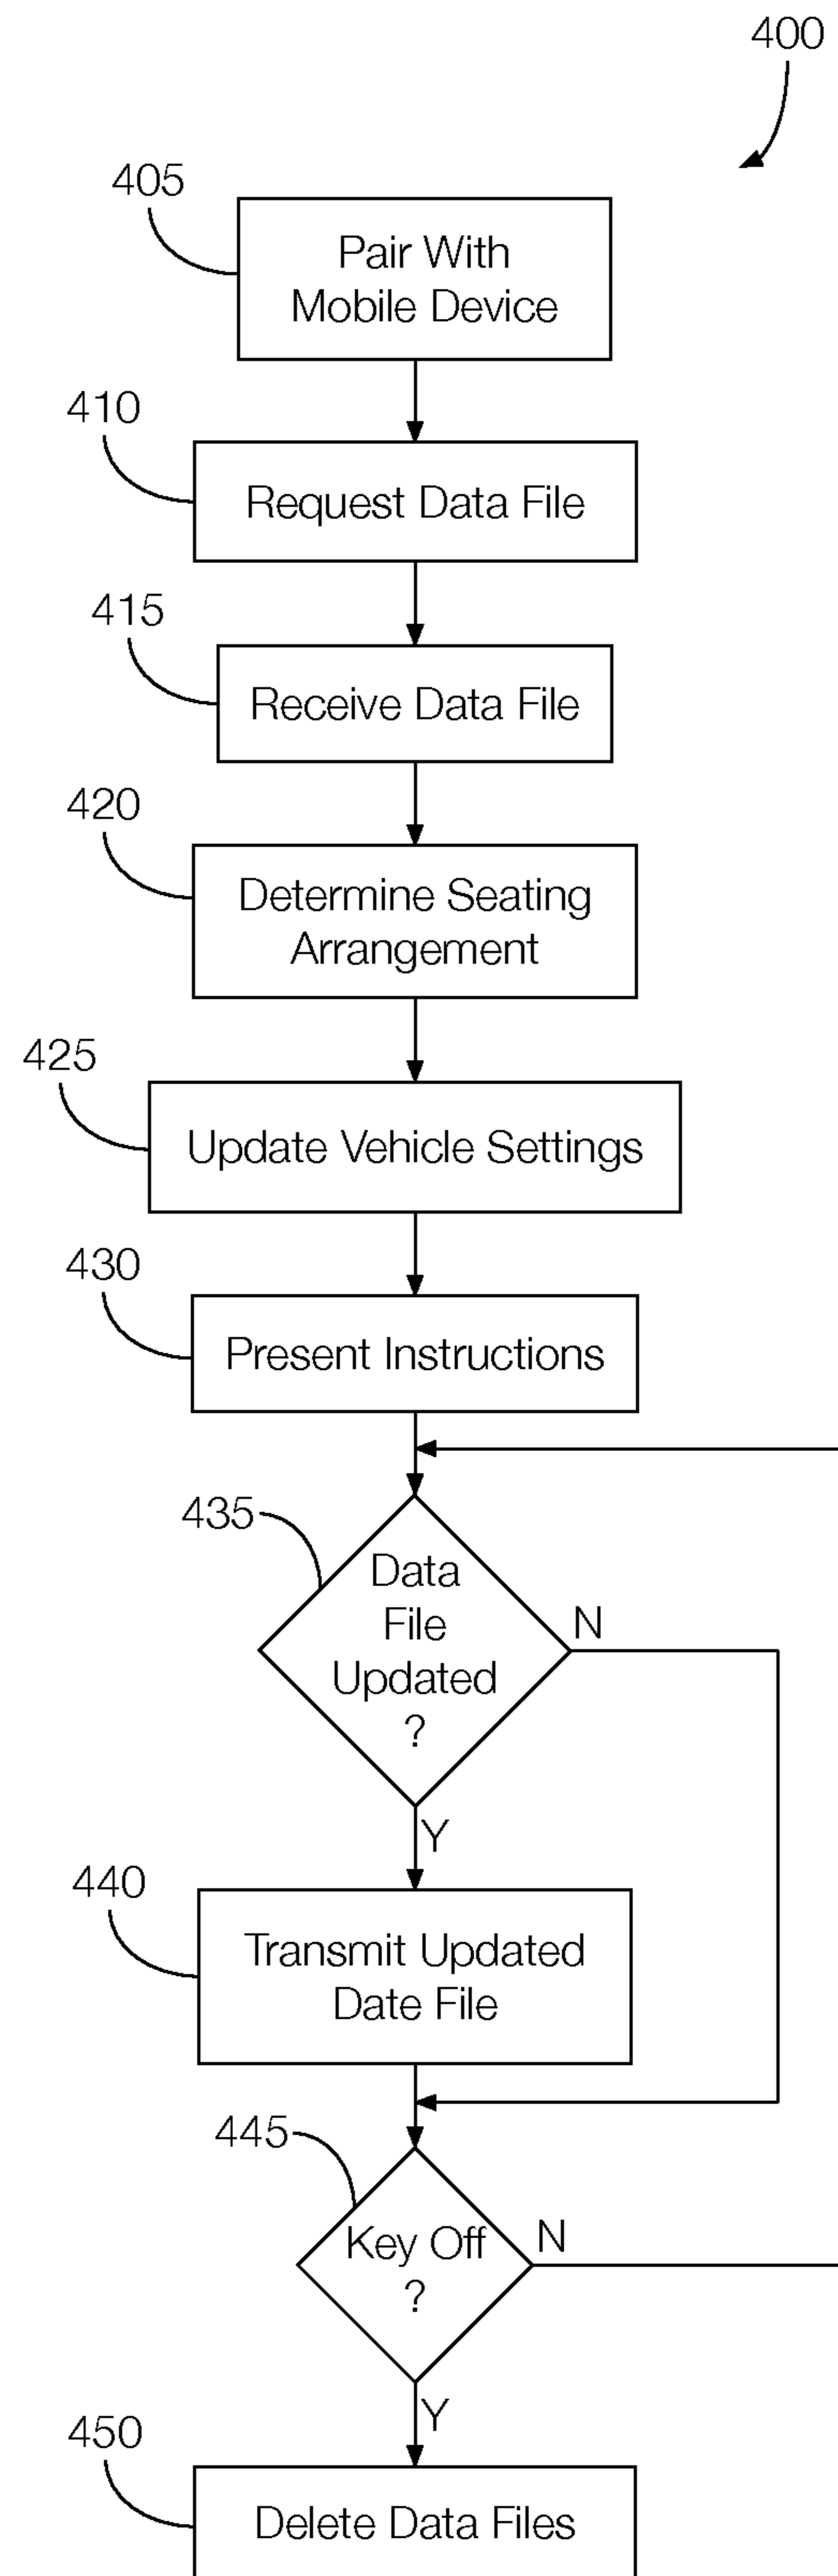 400
405
Pair With
Mobile Device
410
Request Data File
415
Receive Data File
420
Determine Seating
Arrangement
425
Update Vehicle Settings
430
Present Instructions
435
Data
File
Updated
?
N
Y
440
Transmit Updated
Date File
445
Key Off
?
N
Y
450
Delete Data Files